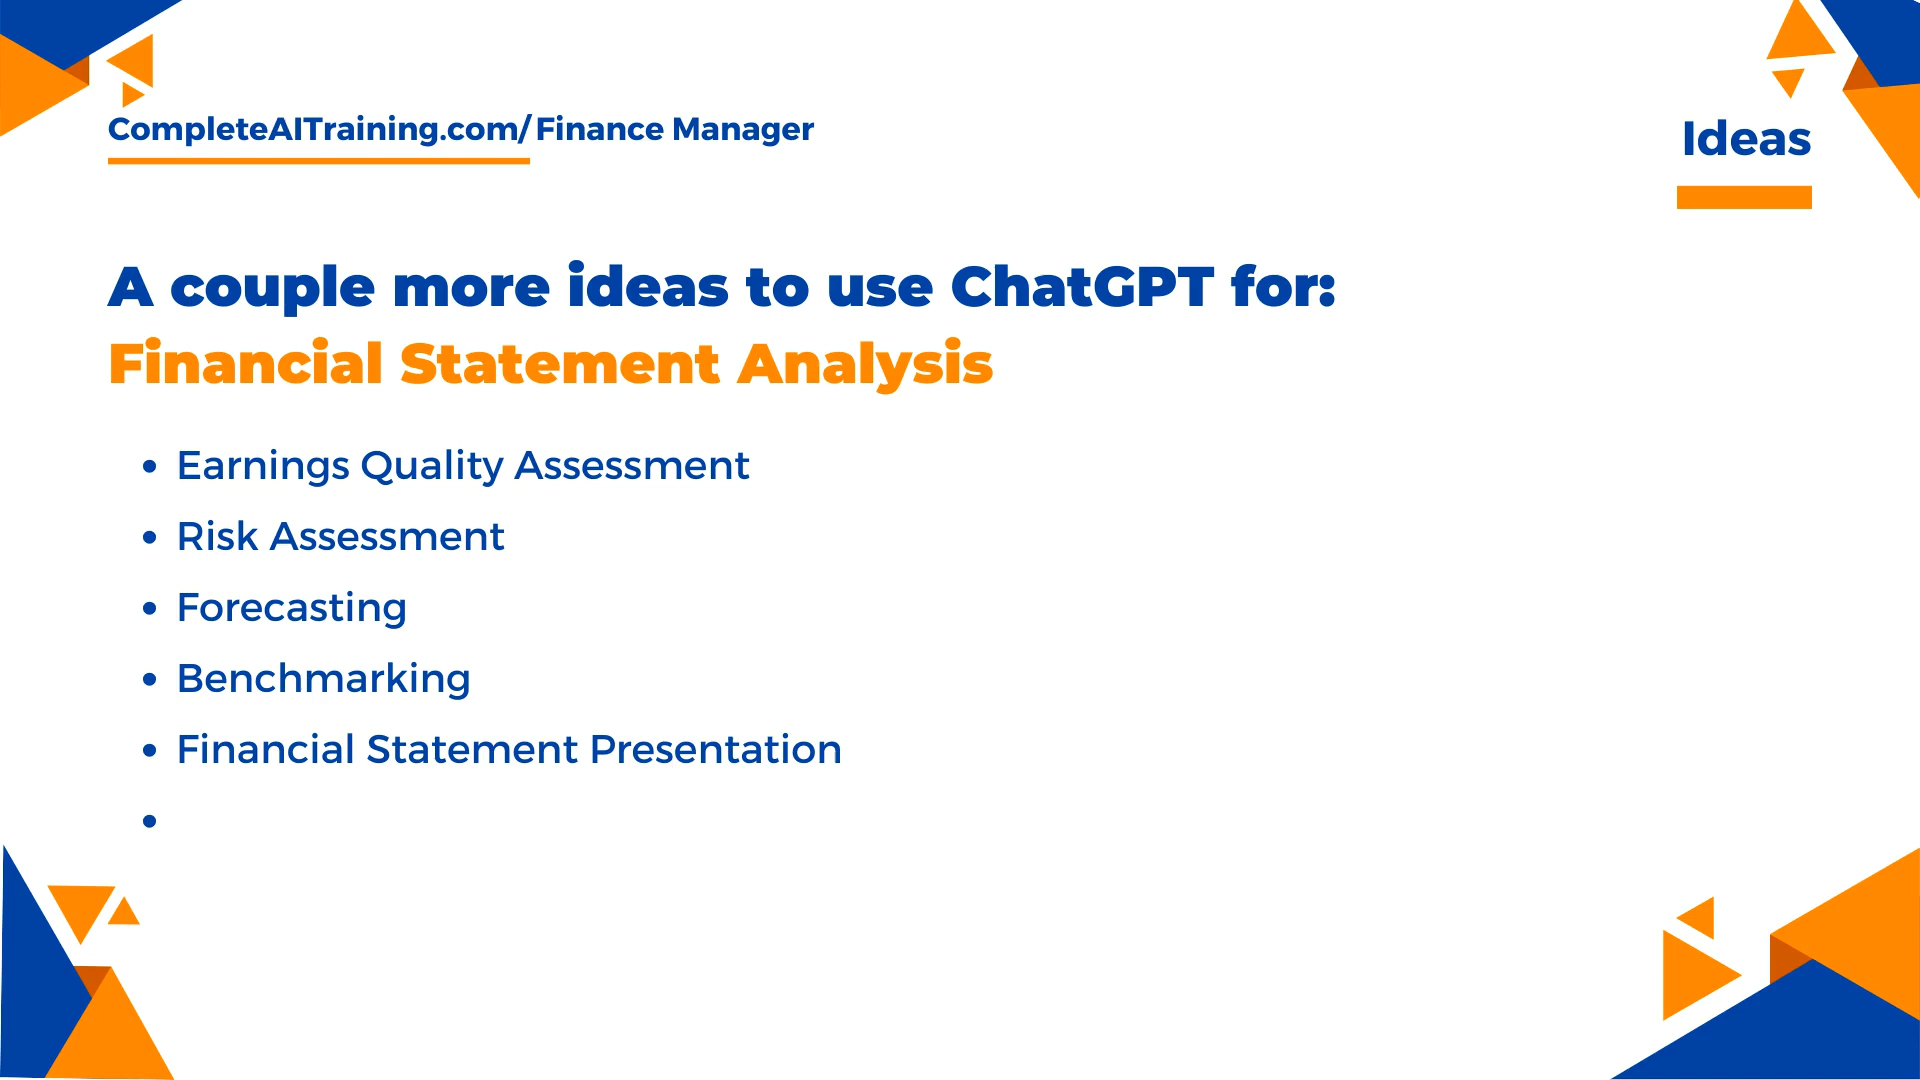 CompleteAITraining.com/Finance Manager
Ideas
A couple more ideas to use ChatGPT for:
Financial Statement Analysis
• Earnings Quality Assessment
• Risk Assessment
• Forecasting
• Benchmarking
• Financial Statement Presentation
•